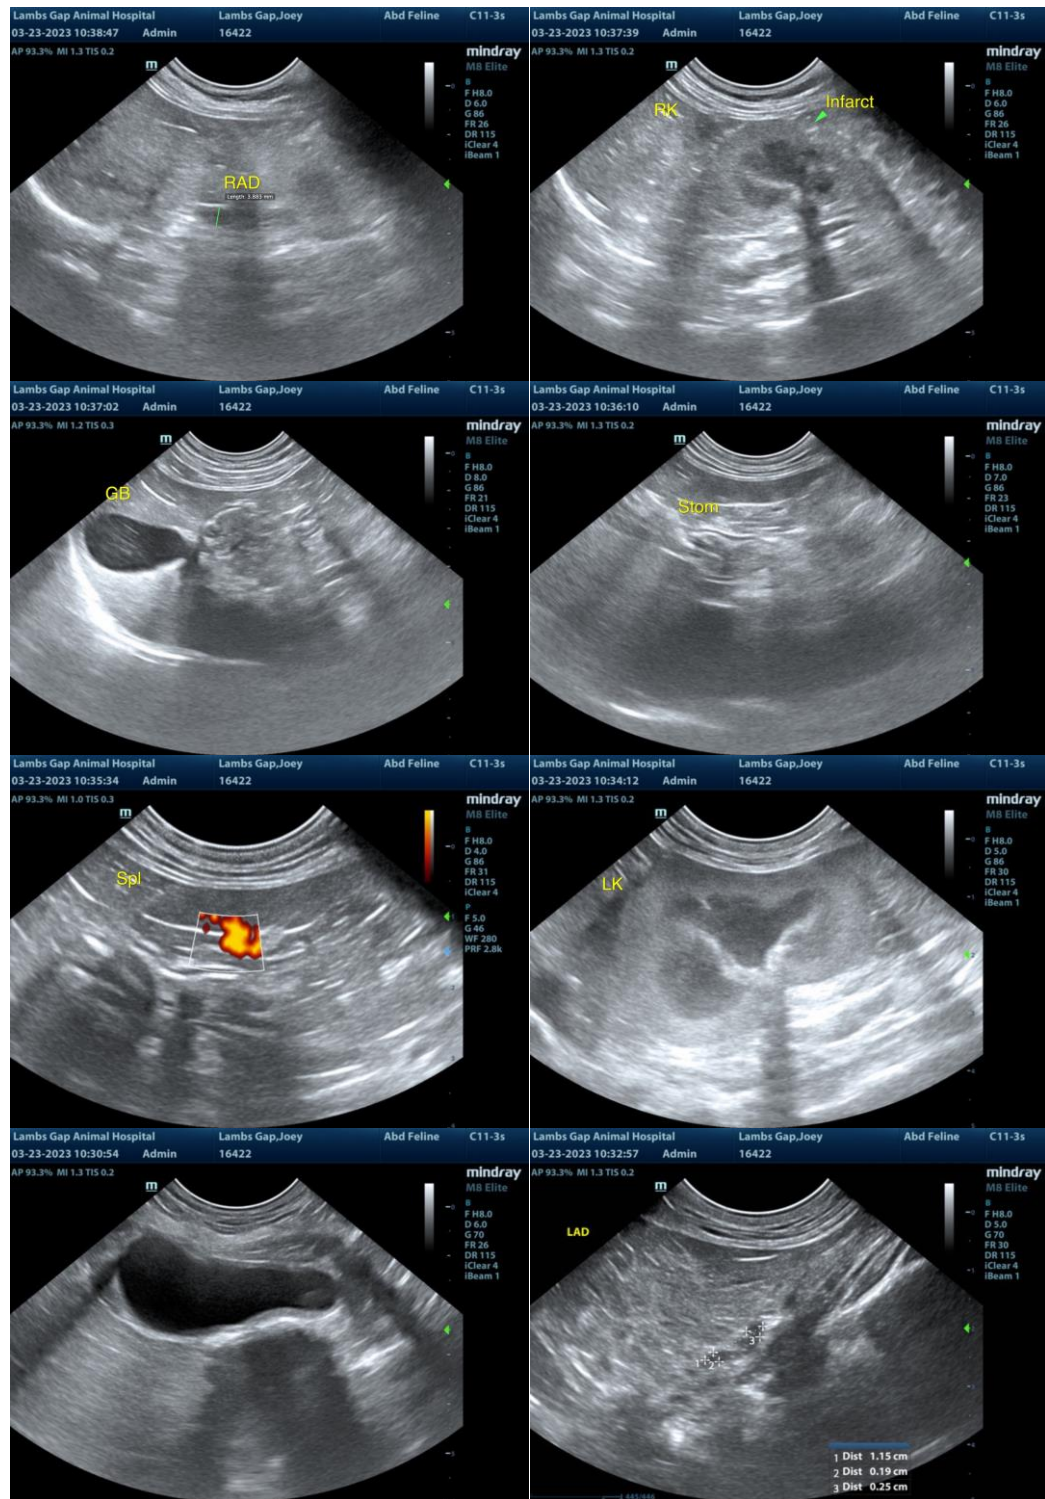 Lambs Gap Animal Hospital Lambs Gap,Joey Abd Feline C11-3s
03-23-2023 10:38:47 Admin 16422
AP 93.3% MI 1.3 TIS 0.2
mindray
M8 Elite
m
B
F H8.0
D 6.0
G 86
FR 26
DR 115
iClear 4
iBeam 1
RAD
Length 3.885 mm
Lambs Gap Animal Hospital Lambs Gap,Joey Abd Feline C11-3s
03-23-2023 10:37:39 Admin 16422
AP 93.3% MI 1.3 TIS 0.2
mindray
M8 Elite
m
B
F H8.0
D 6.0
G 86
FR 26
DR 115
iClear 4
iBeam 1
RK
Infarct
Lambs Gap Animal Hospital Lambs Gap,Joey Abd Feline C11-3s
03-23-2023 10:37:02 Admin 16422
AP 93.3% MI 1.2 TIS 0.3
mindray
M8 Elite
m
B
F H8.0
D 8.0
G 86
FR 21
DR 115
iClear 4
iBeam 1
GB
Lambs Gap Animal Hospital Lambs Gap,Joey Abd Feline C11-3s
03-23-2023 10:36:10 Admin 16422
AP 93.3% MI 1.3 TIS 0.2
mindray
M8 Elite
m
B
F H8.0
D 7.0
G 86
FR 23
DR 115
iClear 4
iBeam 1
Stom
Lambs Gap Animal Hospital Lambs Gap,Joey Abd Feline C11-3s
03-23-2023 10:35:34 Admin 16422
AP 93.3% MI 1.0 TIS 0.3
mindray
M8 Elite
m
B
F H8.0
D 4.0
G 86
FR 31
DR 115
iClear 4
P
F 5.0
G 46
WF 280
PRF 2.8k
Spl
Lambs Gap Animal Hospital Lambs Gap,Joey Abd Feline C11-3s
03-23-2023 10:34:12 Admin 16422
AP 93.3% MI 1.3 TIS 0.2
mindray
M8 Elite
m
B
F H8.0
D 5.0
G 86
FR 30
DR 115
iClear 4
iBeam 1
LK
Lambs Gap Animal Hospital Lambs Gap,Joey Abd Feline C11-3s
03-23-2023 10:30:54 Admin 16422
AP 93.3% MI 1.3 TIS 0.2
mindray
M8 Elite
m
B
F H8.0
D 6.0
G 70
FR 26
DR 115
iClear 4
iBeam 1
Lambs Gap Animal Hospital Lambs Gap,Joey Abd Feline C11-3s
03-23-2023 10:32:57 Admin 16422
AP 93.3% MI 1.3 TIS 0.2
mindray
M8 Elite
m
B
F H8.0
D 5.0
G 70
FR 30
DR 115
iClear 4
iBeam 1
LAD
3
1 2
1 Dist 1.15 cm
2 Dist 0.19 cm
3 Dist 0.25 cm